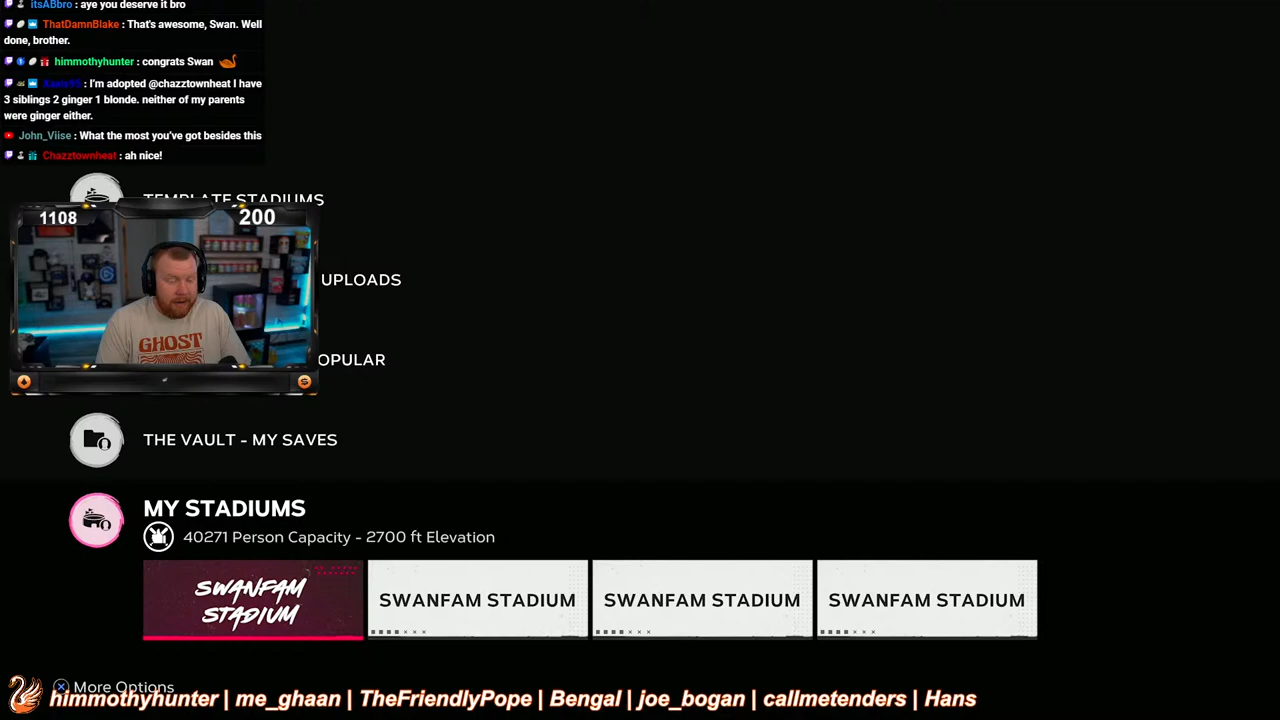 itsABbro : aye you deserve it bro
ThatDamnBlake : That's awesome, Swan. Well
done, brother.
himmothyhunter : congrats Swan
: I'm adopted @chazztownheat I have
3 siblings 2 ginger 1 blonde. neither of my parents
were ginger either.
John_Viise : What the most you've got besides this
Chazztownheat : ah nice!
TEMPLATE STADIUMS
1108
200
UPLOADS
GHOST
OPULAR
THE VAULT - MY SAVES
MY STADIUMS
40271 Person Capacity - 2700 ft Elevation
SWANFAM
STADIUM
SWANFAM STADIUM
SWANFAM STADIUM
SWANFAM STADIUM
More Options
himmothyhunter | me_ghaan | TheFriendlyPope | Bengal | joe_bogan | callmetenders | Hans